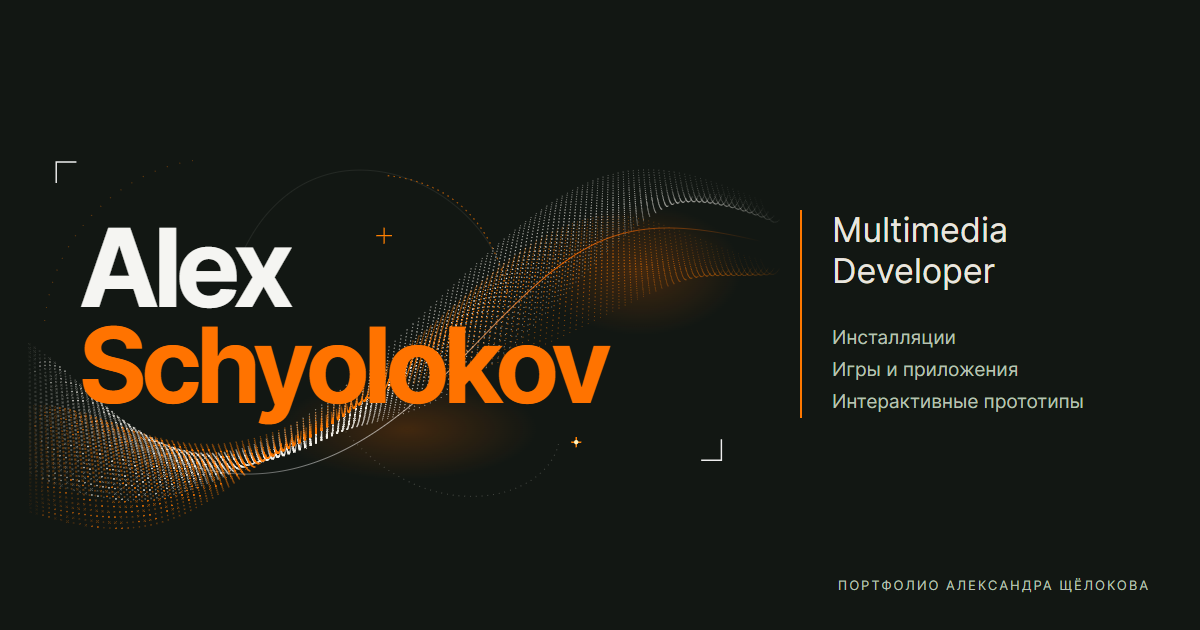 Alex
Schyolokov
Multimedia
Developer
Инсталляции
Игры и приложения
Интерактивные прототипы
ПОРТФОЛИО АЛЕКСАНДРА ЩЁЛОКОВА